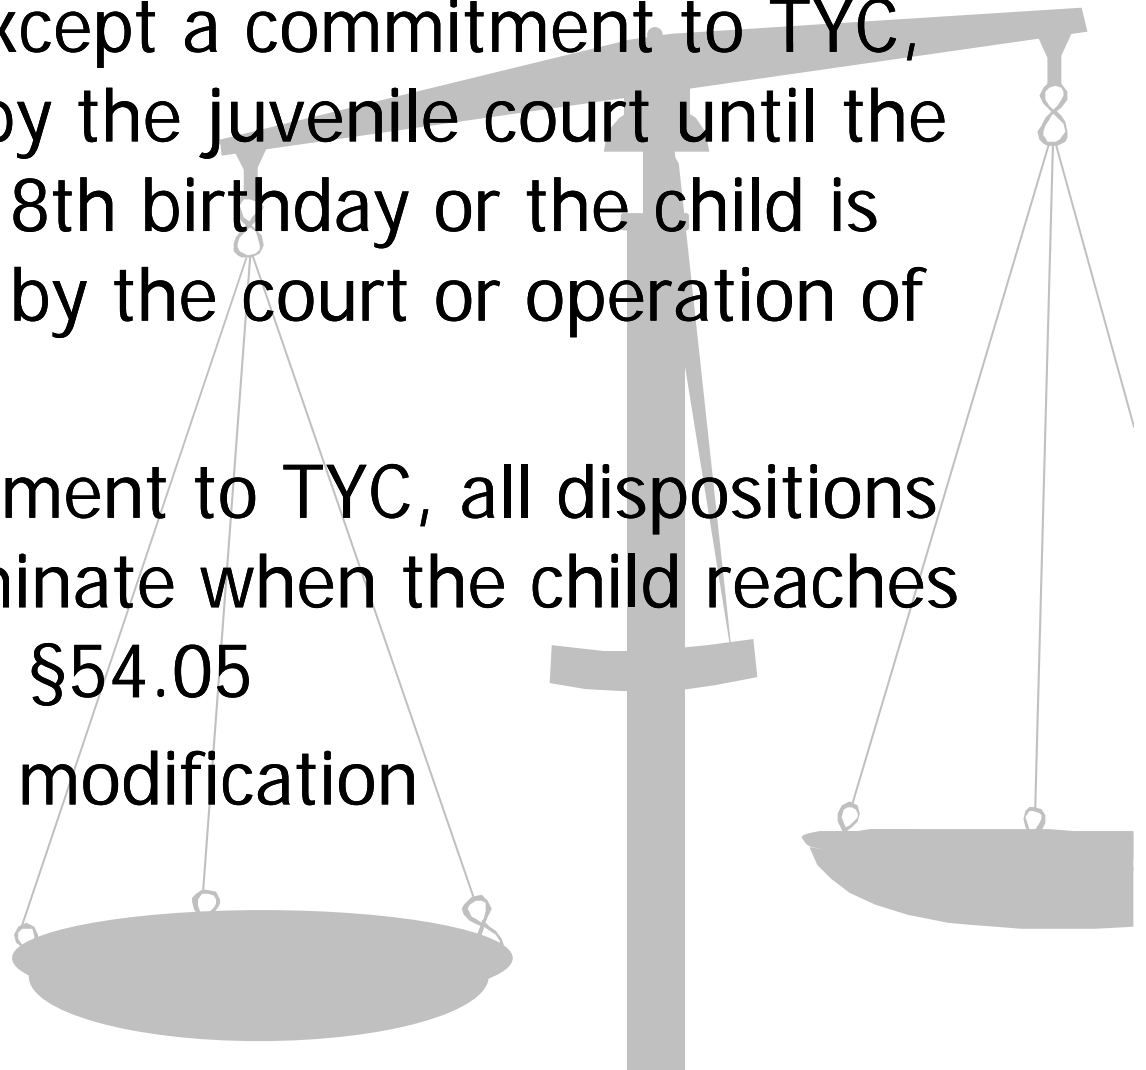 xcept a commitment to TYC,
by the juvenile court until the
8th birthday or the child is
by the court or operation of
ment to TYC, all dispositions
ninate when the child reaches
§54.05
modification